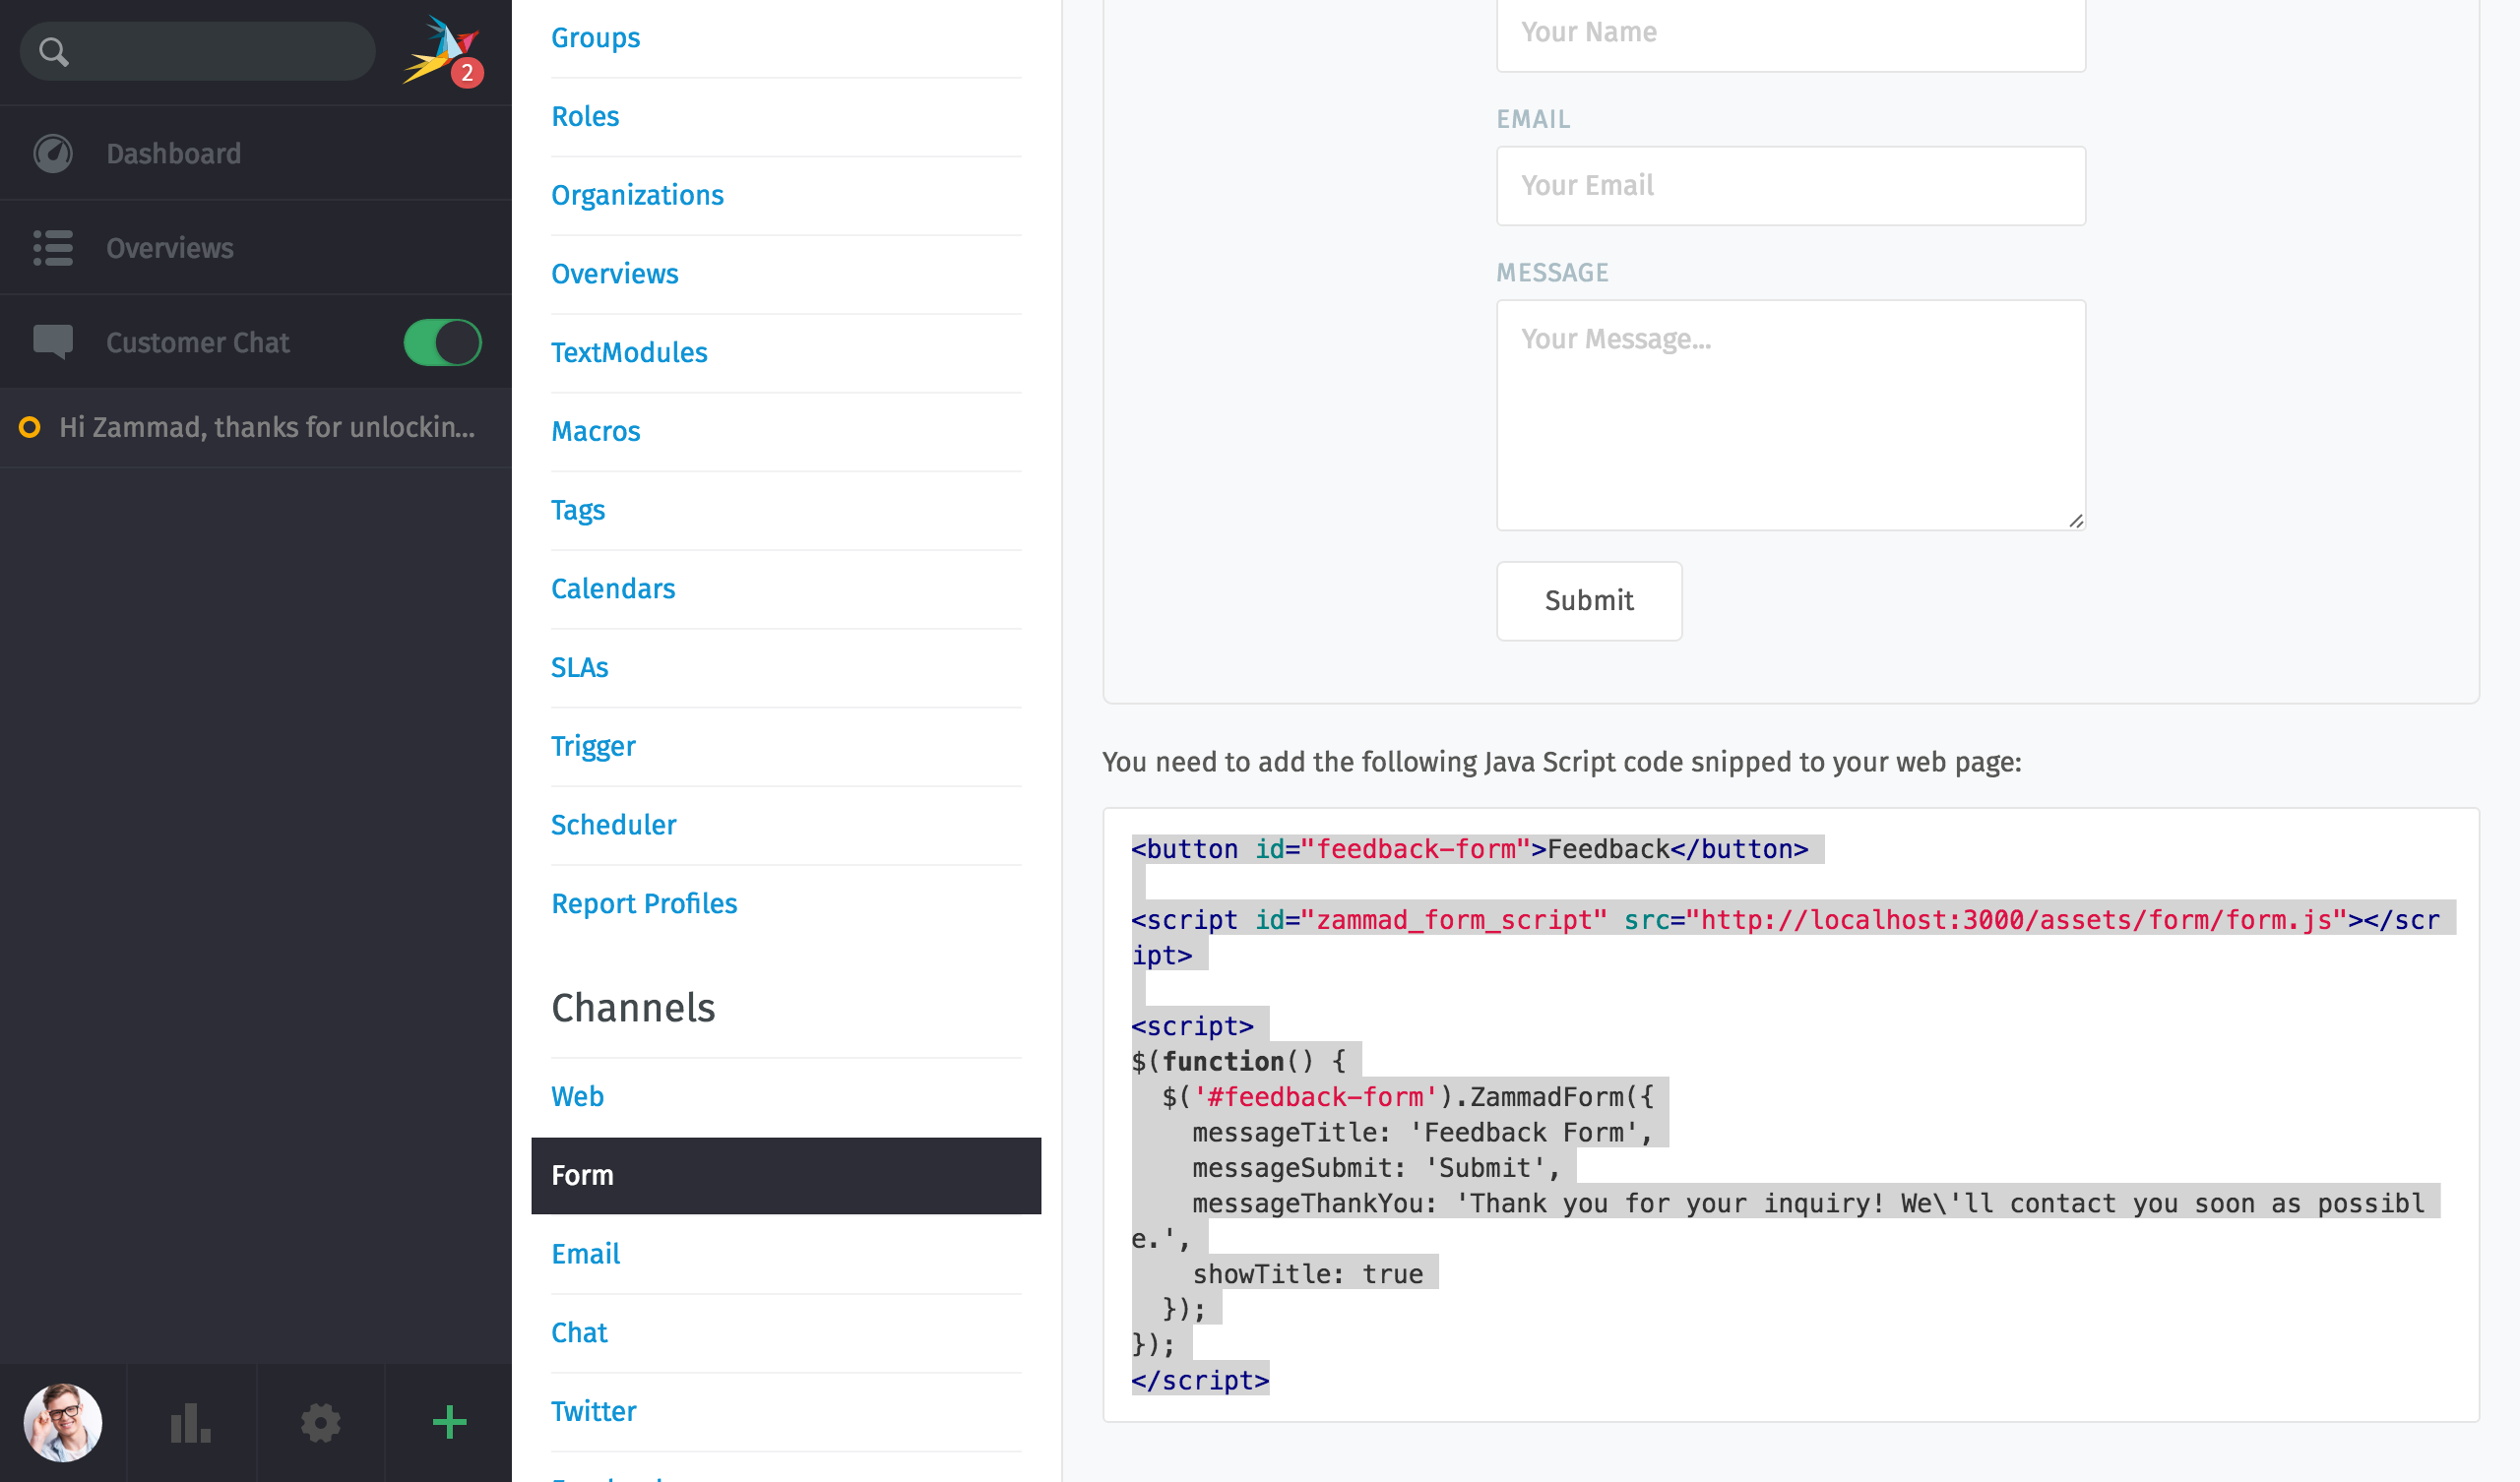 2
Dashboard
Overviews
Customer Chat
Hi Zammad, thanks for unlockin...
Groups
Roles
Organizations
Overviews
TextModules
Macros
Tags
Calendars
SLAs
Trigger
Scheduler
Report Profiles
Channels
Web
Form
Email
Chat
Twitter
Your Name
EMAIL
Your Email
MESSAGE
Your Message...
Submit
You need to add the following Java Script code snipped to your web page:
<button id="feedback-form">Feedback</button>
<script id="zammad_form_script" src="http://localhost:3000/assets/form/form.js"></scr
ipt>
<script>
$(function() {
  $('#feedback-form').ZammadForm({
    messageTitle: 'Feedback Form',
    messageSubmit: 'Submit',
    messageThankYou: 'Thank you for your inquiry! We\'ll contact you soon as possibl
e.',
    showTitle: true
  });
});
</script>